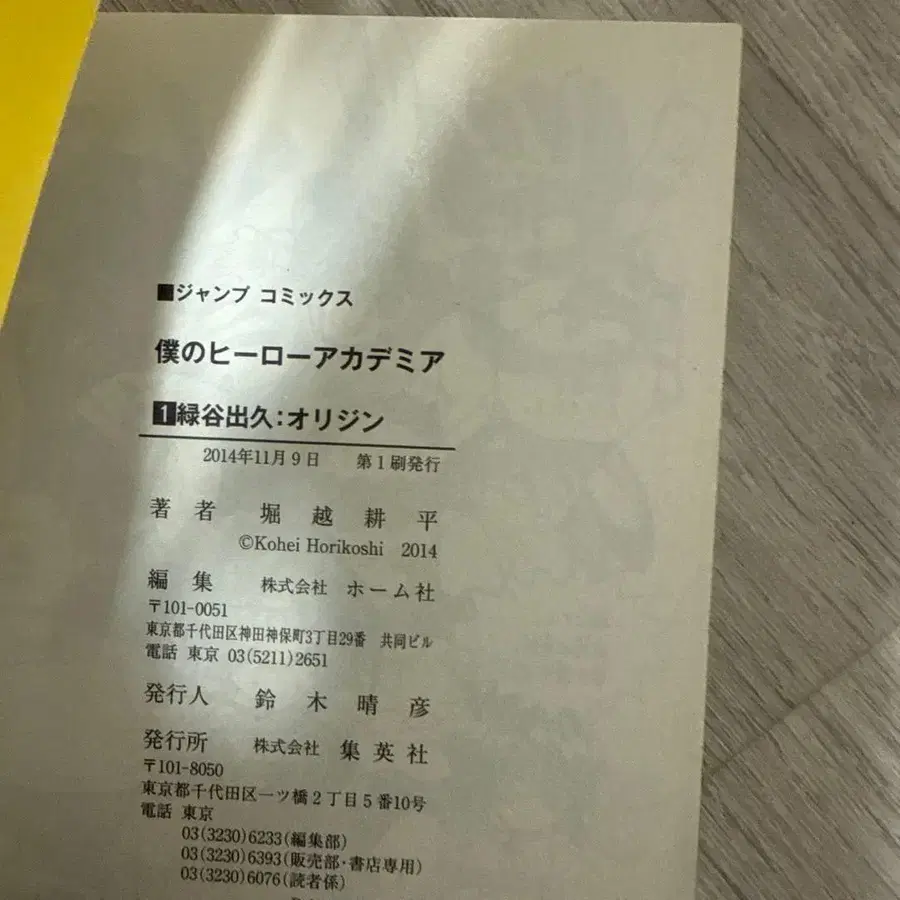 ■ジャンプ コミックス
僕のヒーローアカデミア
1緑谷出久:オリジン
2014年11月9日 第1刷発行
著者 堀越耕平
©Kohei Horikoshi 2014
編集 株式会社 ホーム社
〒101-0051
東京都千代田区神田神保町3丁目29番 共同ビル
電話 東京 03(5211)2651
発行人 鈴木晴彦
発行所 株式会社 集英社
〒101-8050
東京都千代田区一ツ橋2丁目5番10号
電話 東京
03(3230)6233(編集部)
03(3230)6393(販売部・書店専用)
03(3230)6076(読者係)